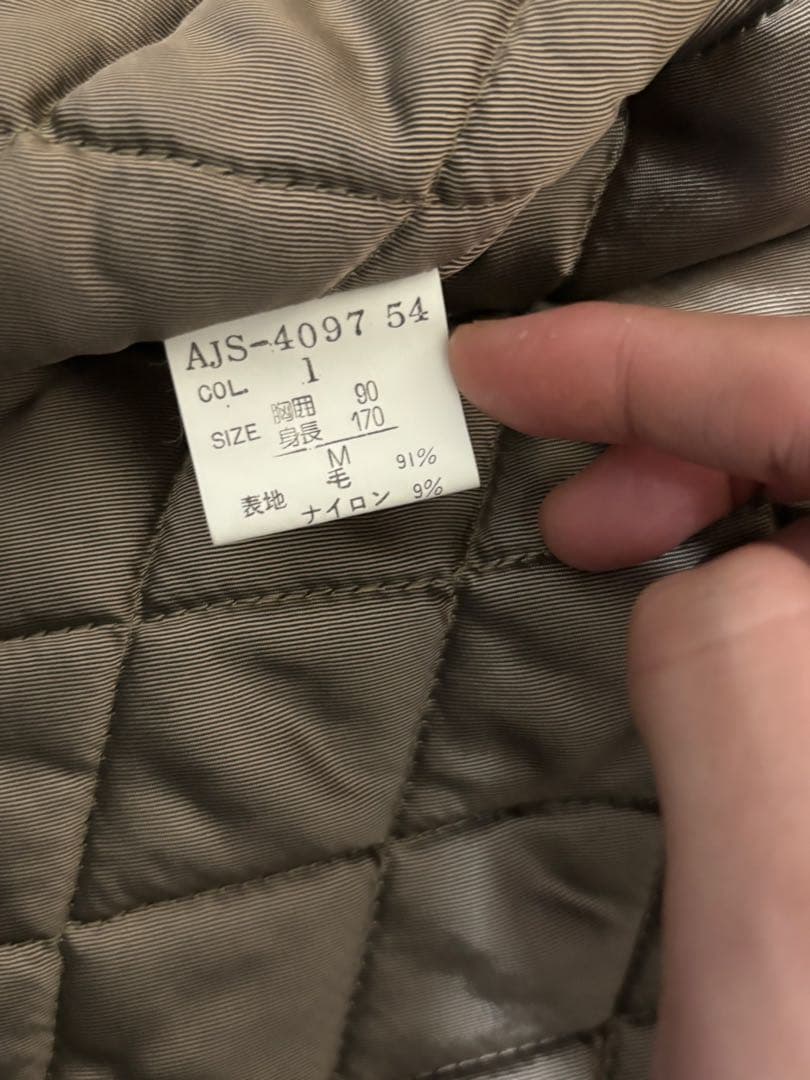 AJS-4097 54
COL. 1
SIZE 胸囲 90
身長 170
M
毛 91%
表地 ナイロン 9%